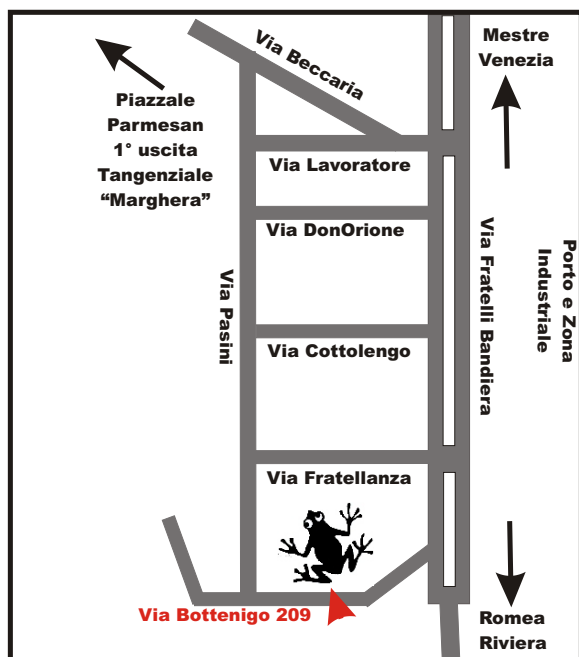 Mestre
Venezia
Via Beccaria
Piazzale
Parmesan
1° uscita
Tangenziale
“Marghera”
Via Lavoratore
Via DonOrione
Via Pasini
Via Fratelli Bandiera
Porto e Zona
Industriale
Via Cottolengo
Via Fratellanza
Via Bottenigo 209
Romea
Riviera